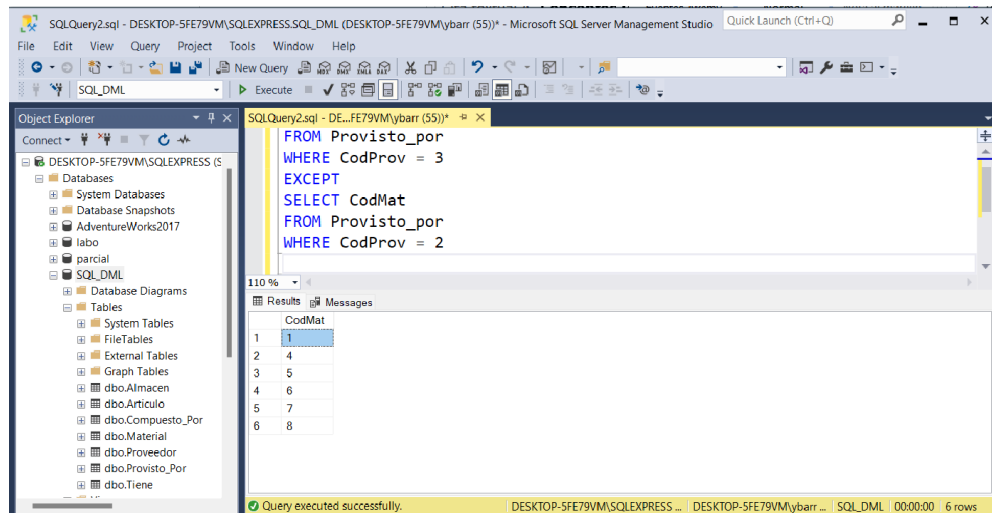 SQLQuery2.sql - DESKTOP-5FE79VM\SQLEXPRESS.SQL_DML (DESKTOP-5FE79VM\ybarr (55))* - Microsoft SQL Server Management Studio
Quick Launch (Ctrl+Q)
File Edit View Query Project Tools Window Help
New Query MDX DMX XMLA DAX
SQL_DML Execute
Object Explorer
Connect
DESKTOP-5FE79VM\SQLEXPRESS (S
Databases
System Databases
Database Snapshots
AdventureWorks2017
labo
parcial
SQL_DML
Database Diagrams
Tables
System Tables
FileTables
External Tables
Graph Tables
dbo.Almacen
dbo.Articulo
dbo.Compuesto_Por
dbo.Material
dbo.Proveedor
dbo.Provisto_Por
dbo.Tiene
SQLQuery2.sql - DE...FE79VM\ybarr (55))*
FROM Provisto_por
WHERE CodProv = 3
EXCEPT
SELECT CodMat
FROM Provisto_por
WHERE CodProv = 2
110 %
Results Messages
CodMat
1 1
2 4
3 5
4 6
5 7
6 8
Query executed successfully. DESKTOP-5FE79VM\SQLEXPRESS ... DESKTOP-5FE79VM\ybarr ... SQL_DML 00:00:00 6 rows